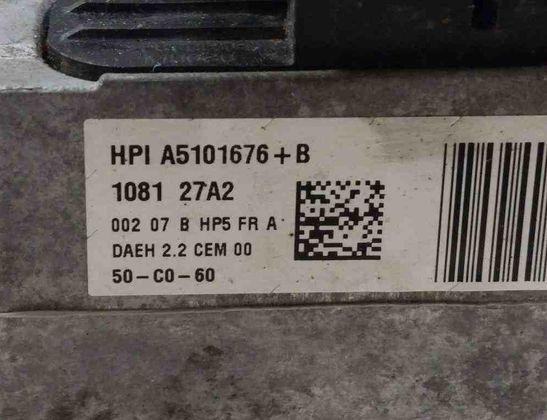 HPI A5101676+B
1081 27A2
002 07 B HP5 FR A
DAEH 2.2 CEM 00
50-C0-60